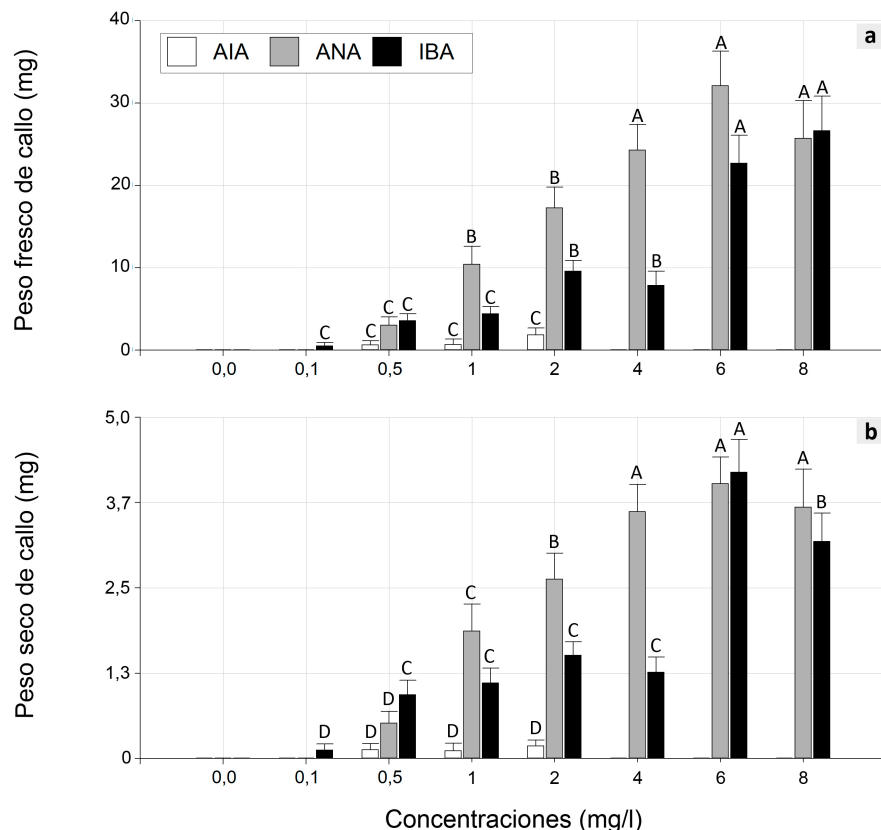 a
AIA ANA IBA
Peso fresco de callo (mg)
40
30
20
10
0
C
C C C
C B C
C B B
A B
A A
A A
0,0 0,1 0,5 1 2 4 6 8
b
Peso seco de callo (mg)
5,0
3,7
2,5
1,3
0
D
D D C
D C C
D B C
A C
A A
A B
0,0 0,1 0,5 1 2 4 6 8
Concentraciones (mg/l)